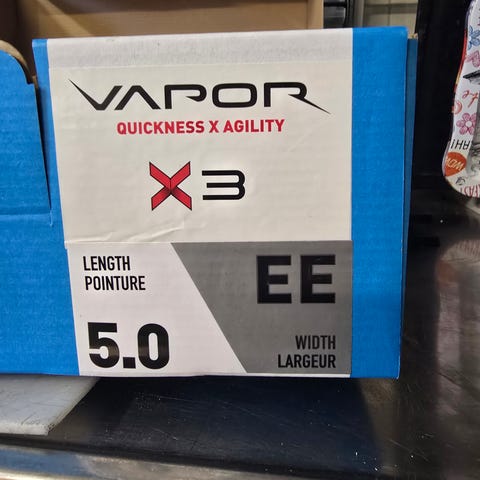 VAPOR
QUICKNESS X AGILITY
X3
LENGTH
POINTURE
5.0
EE
WIDTH
LARGEUR